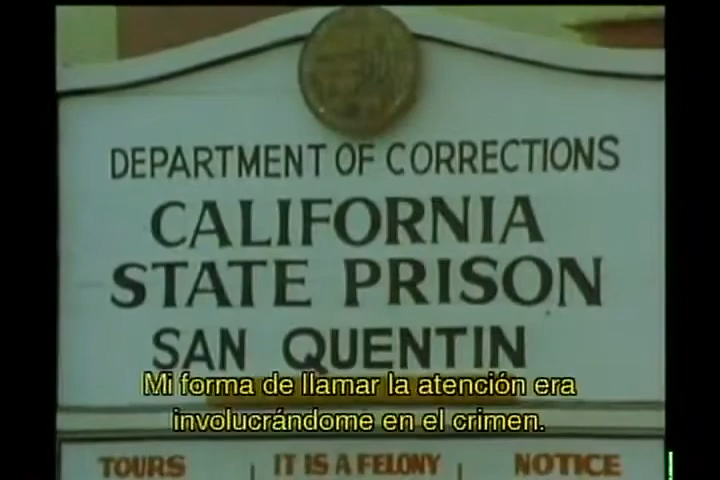 DEPARTMENT OF CORRECTIONS
CALIFORNIA
STATE PRISON
SAN QUENTIN
Mi forma de llamar la atención era
involucrándome en el crimen.
TOURS
IT IS A FELONY
NOTICE